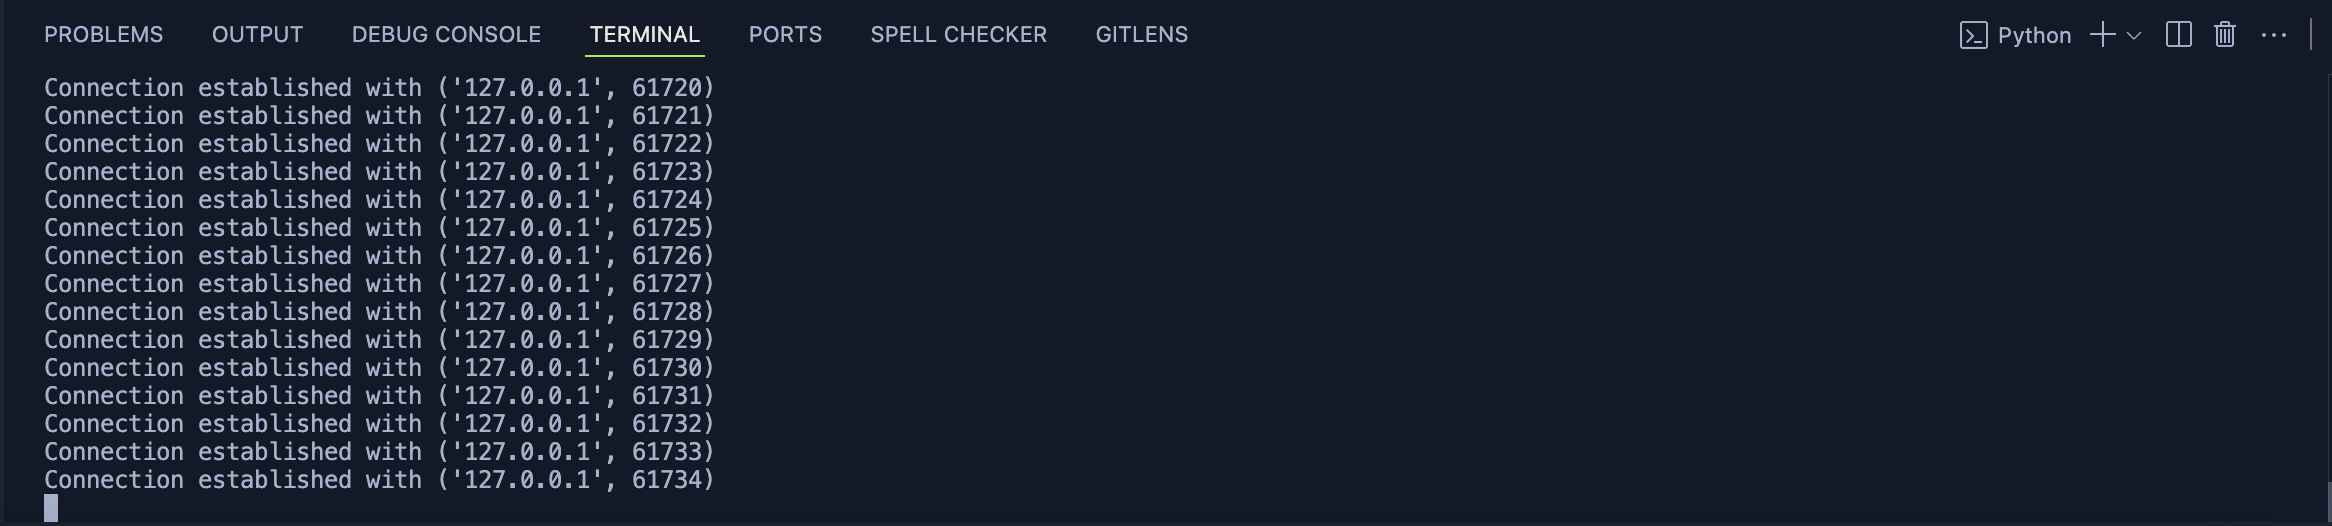 PROBLEMS OUTPUT DEBUG CONSOLE TERMINAL PORTS SPELL CHECKER GITLENS Python
Connection established with ('127.0.0.1', 61720)
Connection established with ('127.0.0.1', 61721)
Connection established with ('127.0.0.1', 61722)
Connection established with ('127.0.0.1', 61723)
Connection established with ('127.0.0.1', 61724)
Connection established with ('127.0.0.1', 61725)
Connection established with ('127.0.0.1', 61726)
Connection established with ('127.0.0.1', 61727)
Connection established with ('127.0.0.1', 61728)
Connection established with ('127.0.0.1', 61729)
Connection established with ('127.0.0.1', 61730)
Connection established with ('127.0.0.1', 61731)
Connection established with ('127.0.0.1', 61732)
Connection established with ('127.0.0.1', 61733)
Connection established with ('127.0.0.1', 61734)